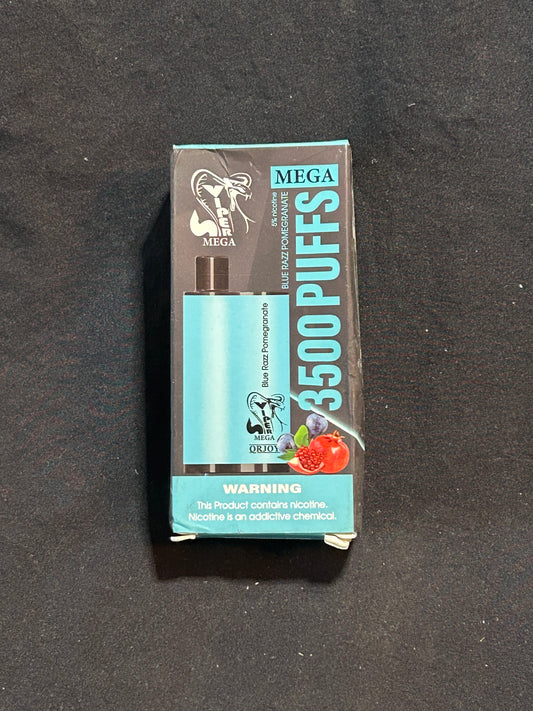 VIPER
MEGA
MEGA
5% nicotine
BLUE RAZZ POMEGRANATE
3500 PUFFS
Blue Razz Pomegranate
VIPER
MEGA
QRJOY
WARNING
This Product contains nicotine.
Nicotine is an addictive chemical.